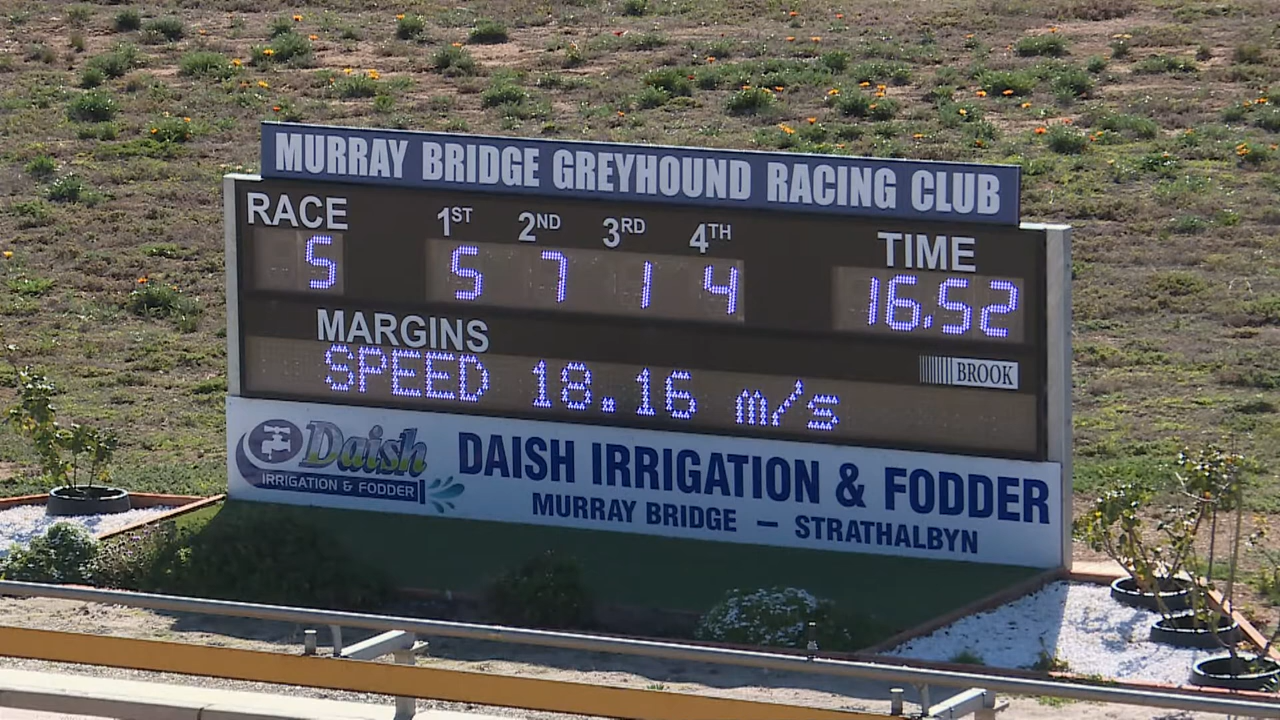 MURRAY BRIDGE GREYHOUND RACING CLUB
RACE 1ST 2ND 3RD 4TH TIME
5 5 7 1 4 16.52
MARGINS
BROOK
SPEED 18.16 m/s
Daish
IRRIGATION & FODDER
DAISH IRRIGATION & FODDER
MURRAY BRIDGE – STRATHALBYN